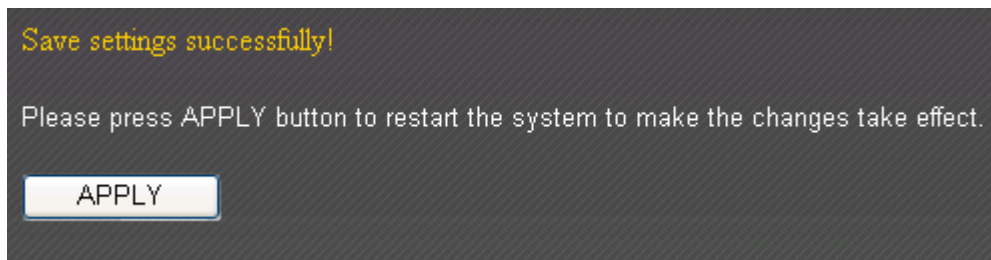 Save settings successfully!
Please press APPLY button to restart the system to make the changes take effect.
APPLY